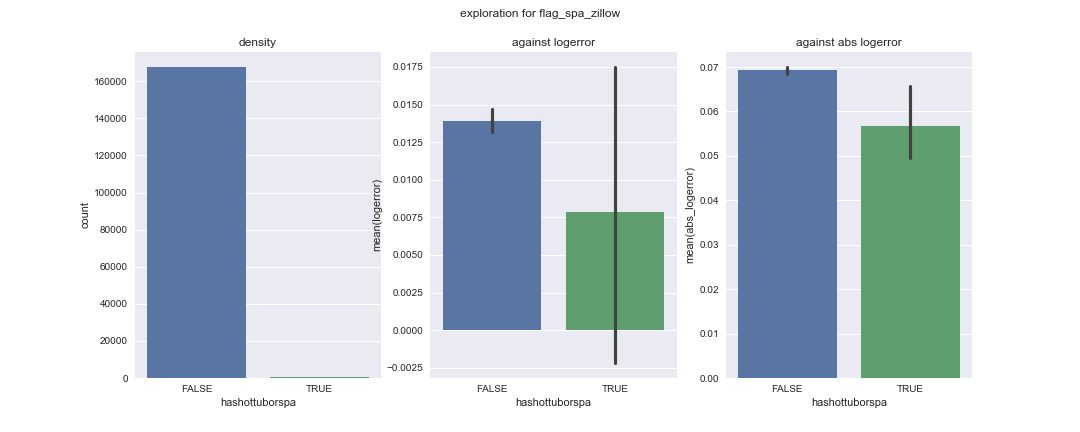 exploration for flag_spa_zillow
density
against logerror
against abs logerror
160000
140000
120000
100000
80000
60000
40000
20000
0
count
FALSE
TRUE
hashottuborspa
0.0175
0.0150
0.0125
0.0100
0.0075
0.0050
0.0025
0.0000
−0.0025
mean(logerror)
FALSE
TRUE
hashottuborspa
0.07
0.06
0.05
0.04
0.03
0.02
0.01
0.00
mean(abs_logerror)
FALSE
TRUE
hashottuborspa